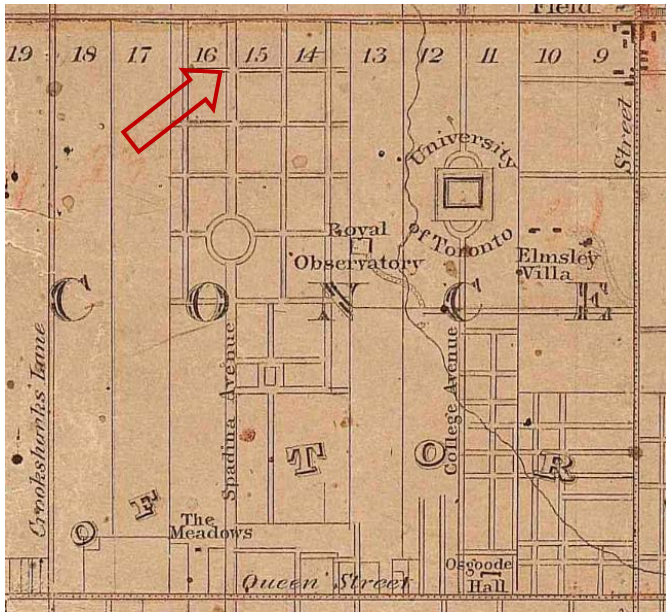 Field
19 18 17 16 15 14 13 12 11 10 9
Street
University
of Toronto
Royal
Observatory
Elmsley
Villa
C O N C E
Crookshanks' Lane
Spadina Avenue
College Avenue
T O R
O F
The
Meadows
Osgoode
Hall
Queen Street